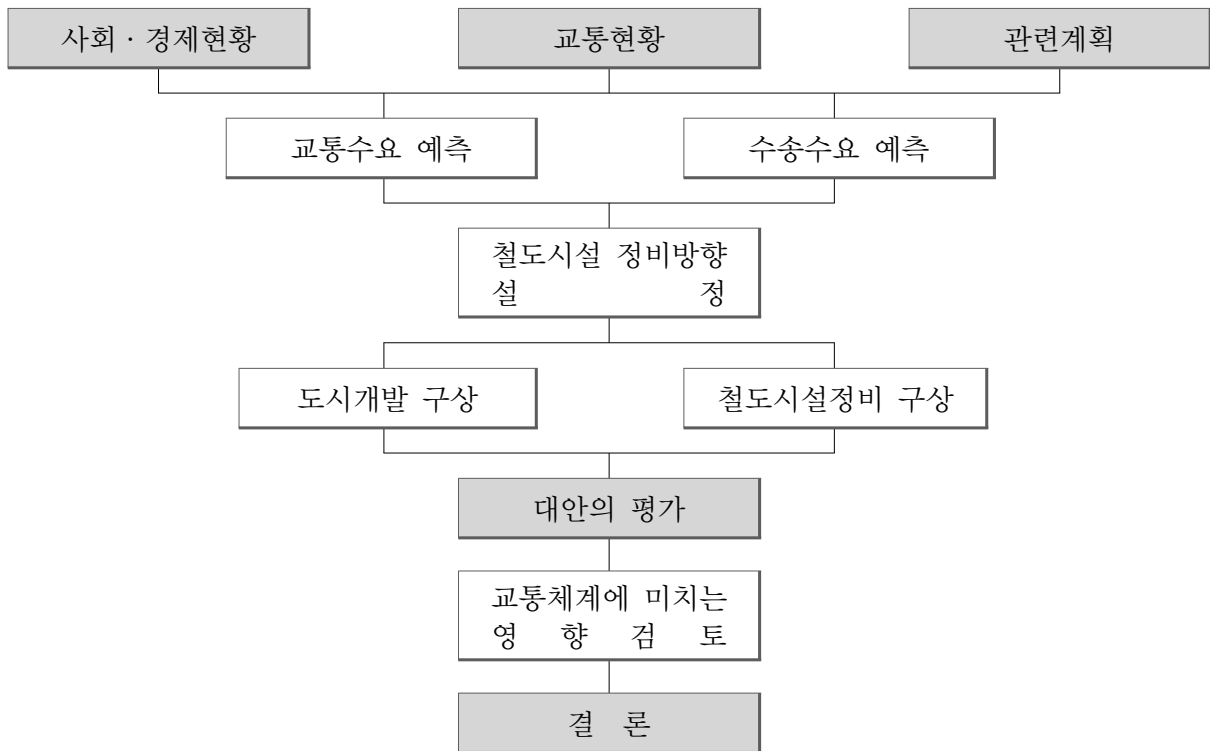 사회 · 경제현황
교통현황
관련계획
교통수요 예측
수송수요 예측
철도시설 정비방향
설 정
도시개발 구상
철도시설정비 구상
대안의 평가
교통체계에 미치는
영 향 검 토
결 론